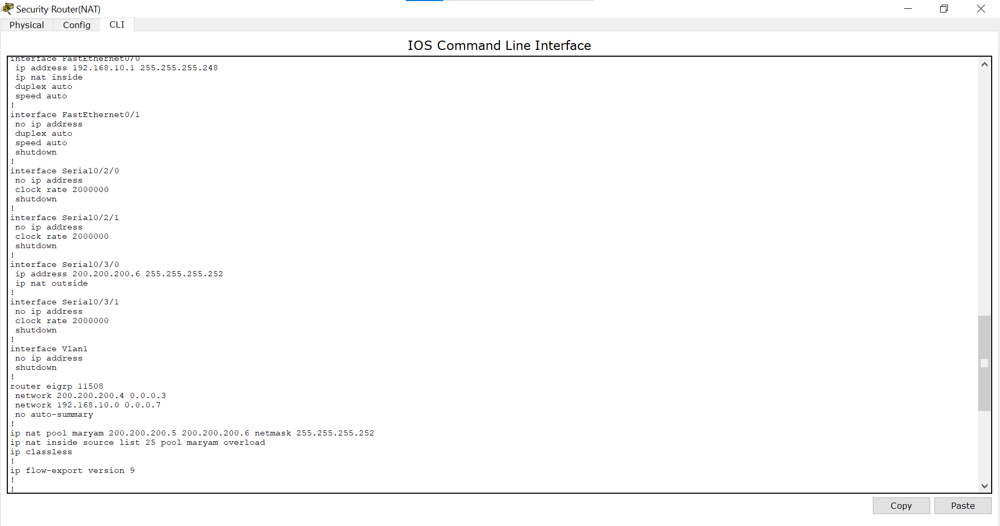 Security Router(NAT)
Physical
Config
CLI
IOS Command Line Interface
interface FastEthernet0/0
 ip address 192.168.10.1 255.255.255.248
 ip nat inside
 duplex auto
 speed auto
!
interface FastEthernet0/1
 no ip address
 duplex auto
 speed auto
 shutdown
!
interface Serial0/2/0
 no ip address
 clock rate 2000000
 shutdown
!
interface Serial0/2/1
 no ip address
 clock rate 2000000
 shutdown
!
interface Serial0/3/0
 ip address 200.200.200.6 255.255.255.252
 ip nat outside
!
interface Serial0/3/1
 no ip address
 clock rate 2000000
 shutdown
!
interface Vlan1
 no ip address
 shutdown
!
router eigrp 11508
 network 200.200.200.4 0.0.0.3
 network 192.168.10.0 0.0.0.7
 no auto-summary
!
ip nat pool maryam 200.200.200.5 200.200.200.6 netmask 255.255.255.252
ip nat inside source list 25 pool maryam overload
ip classless
!
ip flow-export version 9
!
!
Copy
Paste